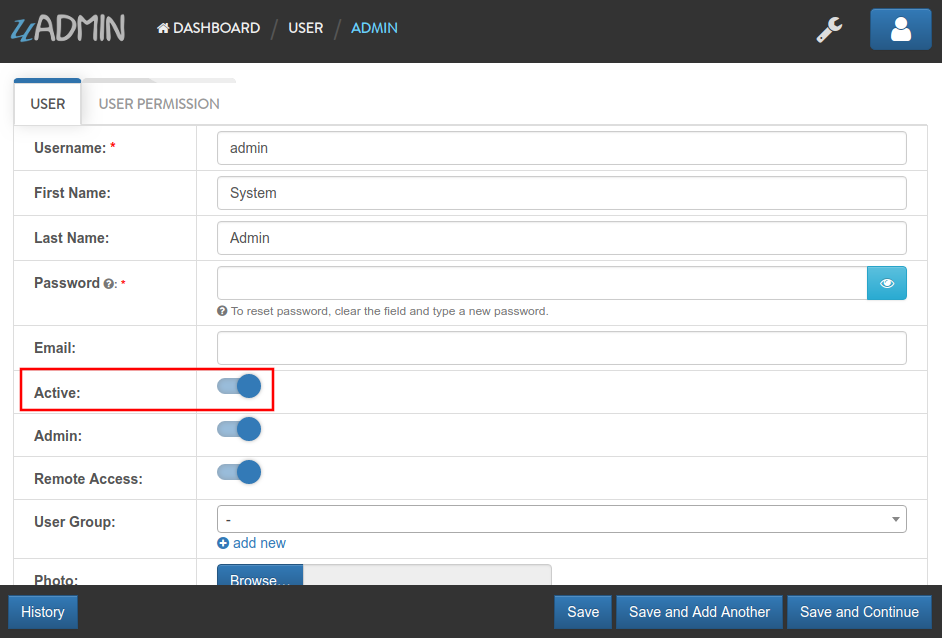 uADMIN DASHBOARD / USER / ADMIN
USER USER PERMISSION
Username: * admin
First Name: System
Last Name: Admin
Password ?: *
? To reset password, clear the field and type a new password.
Email:
Active:
Admin:
Remote Access:
User Group: -
add new
Photo: Browse...
History Save Save and Add Another Save and Continue